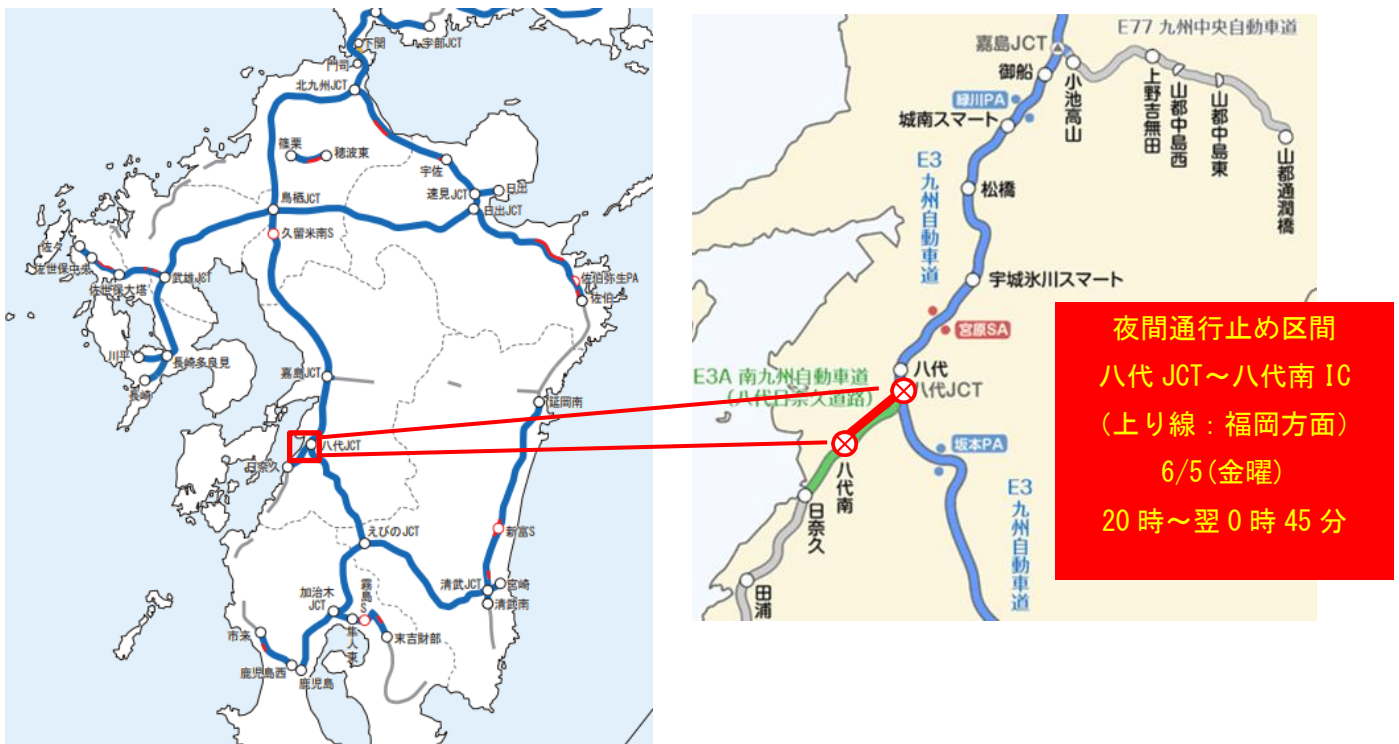 下関
宇部JCT
門司
北九州JCT
篠栗
穂波東
宇佐
速見JCT
日出
鳥栖JCT
日出JCT
久留米南S
佐々
佐世保中央
佐世保大塔
武雄JCT
佐伯弥生PA
佐伯
川平
長崎多良見
長崎
嘉島JCT
延岡南
八代JCT
日奈久
えびのJCT
新富S
清武JCT
宮崎
清武南
加治木
JCT
霧島S
隼人東
末吉財部
市来
鹿児島西
鹿児島
E77 九州中央自動車道
嘉島JCT
御船
小池高山
上野吉無田
山都中島西
山都中島東
山都通潤橋
緑川PA
城南スマート
E3
九州自動車道
松橋
宇城氷川スマート
宮原SA
八代
八代JCT
E3A 南九州自動車道
(八代日奈久道路)
坂本PA
八代南
日奈久
E3
九州自動車道
田浦
夜間通行止め区間
八代 JCT～八代南 IC
(上り線：福岡方面)
6/5(金曜)
20 時～翌 0 時 45 分